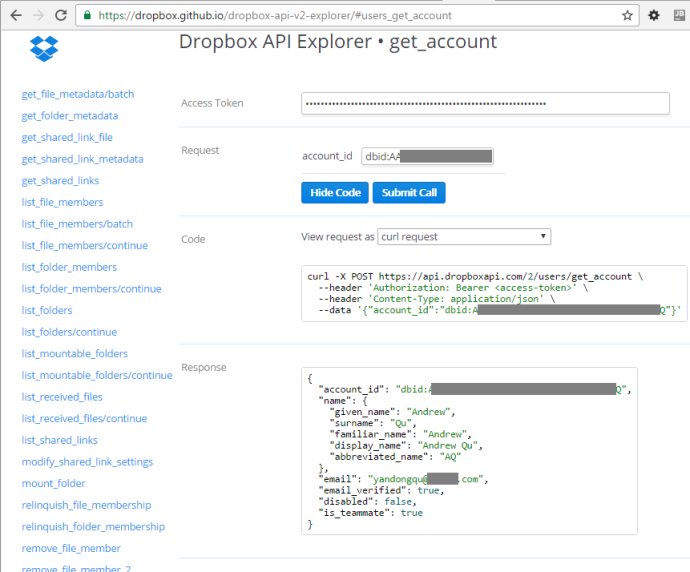 https://dropbox.github.io/dropbox-api-v2-explorer/#users_get_account
Dropbox API Explorer • get_account
get_file_metadata/batch
get_folder_metadata
get_shared_link_file
get_shared_link_metadata
get_shared_links
list_file_members
list_file_members/batch
list_file_members/continue
list_folder_members
list_folder_members/continue
list_folders
list_folders/continue
list_mountable_folders
list_mountable_folders/continue
list_received_files
list_received_files/continue
list_shared_links
modify_shared_link_settings
mount_folder
relinquish_file_membership
relinquish_folder_membership
remove_file_member
remove_file_member_2
Access Token
••••••••••••••••••••••••••••••••••••••••••••••••••••••••••••••••
Request
account_id dbid:AA
Hide Code Submit Call
Code
View request as curl request
curl -X POST https://api.dropboxapi.com/2/users/get_account \
--header 'Authorization: Bearer <access-token>' \
--header 'Content-Type: application/json' \
--data '{"account_id":"dbid:A Q"}'
Response
{
"account_id": "dbid:A Q",
"name": {
"given_name": "Andrew",
"surname": "Qu",
"familiar_name": "Andrew",
"display_name": "Andrew Qu",
"abbreviated_name": "AQ"
},
"email": "yandongqu@ .com",
"email_verified": true,
"disabled": false,
"is_teammate": true
}